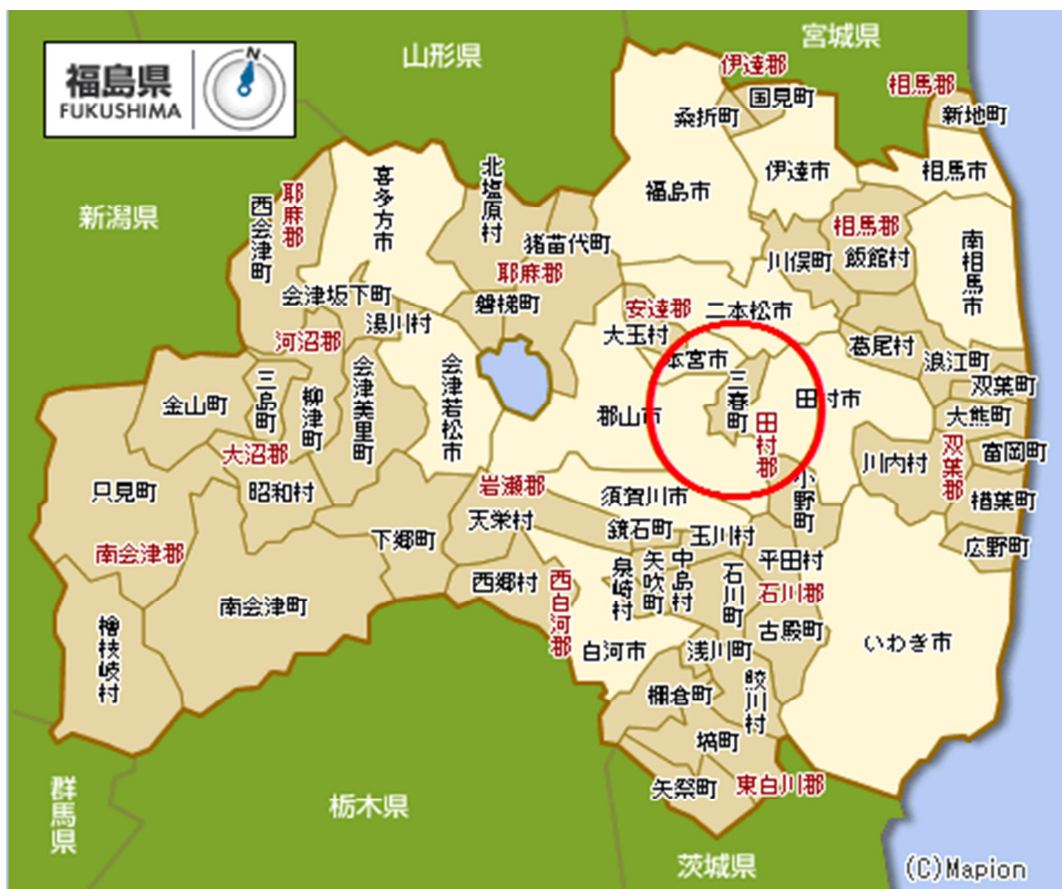 宮城県
山形県
福島県
FUKUSHIMA
N
伊達郡
相馬郡
国見町
桑折町
新地町
伊達市
相馬市
福島市
喜多方市
北塩原村
耶麻郡
西会津町
新潟県
猪苗代町
耶麻郡
相馬郡
飯館村
川俣町
南相馬市
会津坂下町
磐梯町
湯川村
安達郡
二本松市
大玉村
本宮市
葛尾村
浪江町
河沼郡
会津美里町
会津若松市
三春町
双葉町
金山町
三島町
柳津町
郡山市
田村市
大熊町
田村郡
大沼郡
川内村
双葉郡
富岡町
只見町
昭和村
岩瀬郡
須賀川市
小野町
楢葉町
天栄村
鏡石町
玉川村
下郷町
広野町
南会津郡
西郷村
西白河郡
泉崎村
矢吹町
中島村
石川町
平田村
石川郡
南会津町
古殿町
檜枝岐村
白河市
浅川町
いわき市
棚倉町
鮫川村
塙町
矢祭町
東白川郡
群馬県
栃木県
茨城県
(C)Mapion